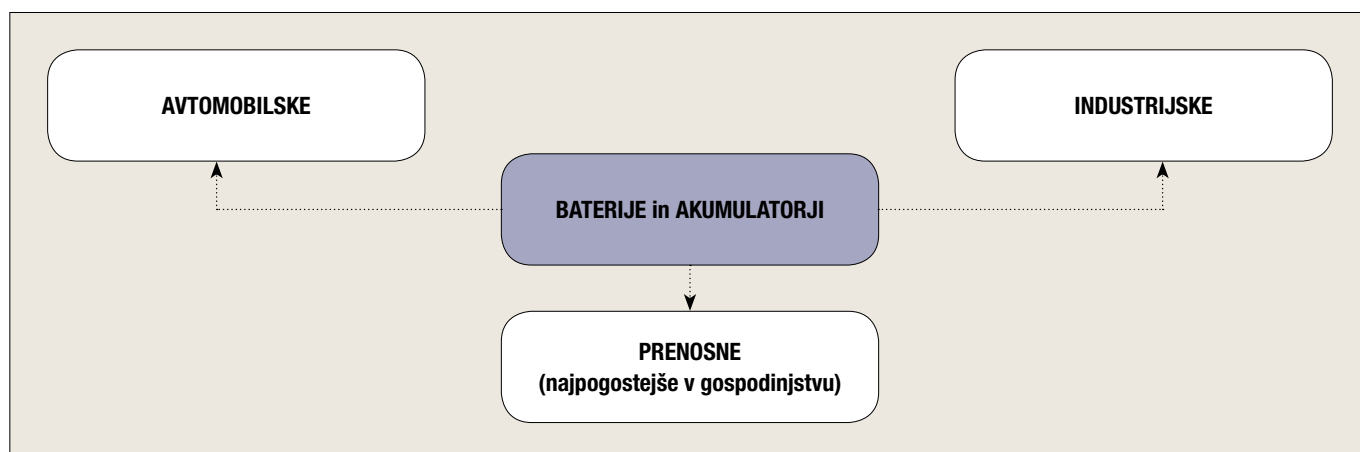 AVTOMOBILSKE
INDUSTRIJSKE
BATERIJE in AKUMULATORJI
PRENOSNE
(najpogostejše v gospodinjstvu)